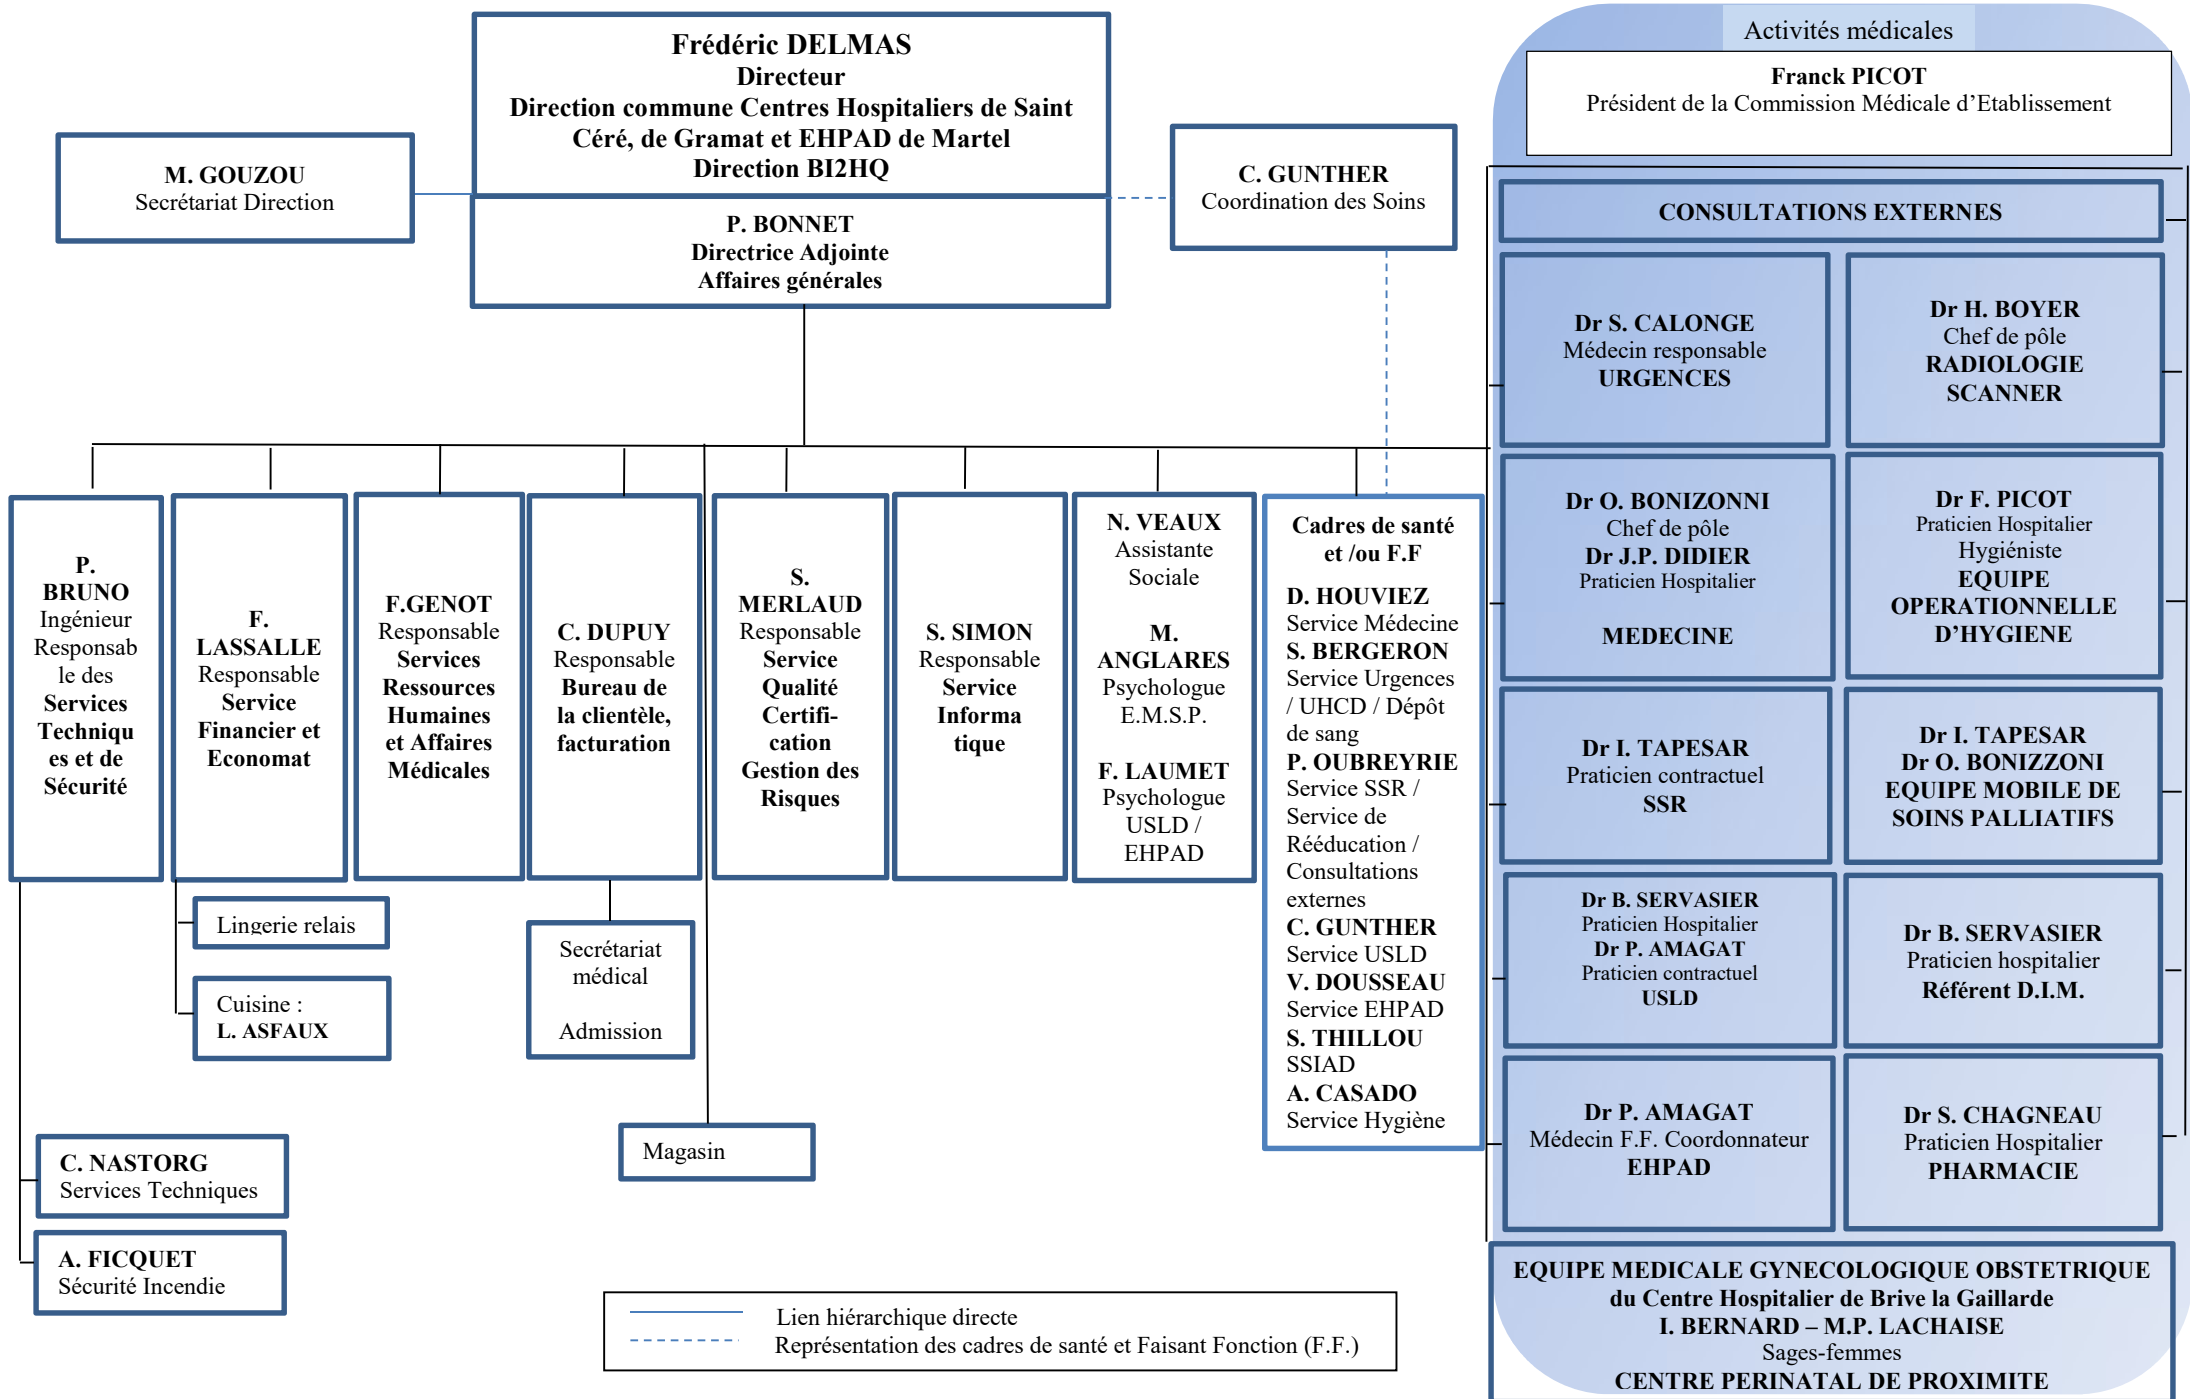 Frédéric DELMAS
Directeur
Direction commune Centres Hospitaliers de Saint
Céré, de Gramat et EHPAD de Martel
Direction BI2HQ
M. GOUZOU
Secrétariat Direction
C. GUNTHER
Coordination des Soins
P. BONNET
Directrice Adjointe
Affaires générales
P.
BRUNO
Ingénieur
Responsab
le des
Services
Techniqu
es et de
Sécurité
F.
LASSALLE
Responsable
Service
Financier et
Economat
F.GENOT
Responsable
Services
Ressources
Humaines
et Affaires
Médicales
C. DUPUY
Responsable
Bureau de
la clientèle,
facturation
S.
MERLAUD
Responsable
Service
Qualité
Certifi-
cation
Gestion des
Risques
S. SIMON
Responsable
Service
Informa
tique
N. VEAUX
Assistante
Sociale
M.
ANGLARES
Psychologue
E.M.S.P.
F. LAUMET
Psychologue
USLD /
EHPAD
Cadres de santé
et /ou F.F
D. HOUVIEZ
Service Médecine
S. BERGERON
Service Urgences
/ UHCD / Dépôt
de sang
P. OUBREYRIE
Service SSR /
Service de
Rééducation /
Consultations
externes
C. GUNTHER
Service USLD
V. DOUSSEAU
Service EHPAD
S. THILLOU
SSIAD
A. CASADO
Service Hygiène
Lingerie relais
Cuisine :
L. ASFAUX
Secrétariat
médical
Admission
Magasin
C. NASTORG
Services Techniques
A. FICQUET
Sécurité Incendie
Lien hiérarchique directe
Représentation des cadres de santé et Faisant Fonction (F.F.)
Activités médicales
Franck PICOT
Président de la Commission Médicale d’Etablissement
CONSULTATIONS EXTERNES
Dr S. CALONGE
Médecin responsable
URGENCES
Dr H. BOYER
Chef de pôle
RADIOLOGIE
SCANNER
Dr O. BONIZONNI
Chef de pôle
Dr J.P. DIDIER
Praticien Hospitalier
MEDECINE
Dr F. PICOT
Praticien Hospitalier
Hygiéniste
EQUIPE
OPERATIONNELLE
D’HYGIENE
Dr I. TAPESAR
Praticien contractuel
SSR
Dr I. TAPESAR
Dr O. BONIZZONI
EQUIPE MOBILE DE
SOINS PALLIATIFS
Dr B. SERVASIER
Praticien Hospitalier
Dr P. AMAGAT
Praticien contractuel
USLD
Dr B. SERVASIER
Praticien hospitalier
Référent D.I.M.
Dr P. AMAGAT
Médecin F.F. Coordonnateur
EHPAD
Dr S. CHAGNEAU
Praticien Hospitalier
PHARMACIE
EQUIPE MEDICALE GYNECOLOGIQUE OBSTETRIQUE
du Centre Hospitalier de Brive la Gaillarde
I. BERNARD – M.P. LACHAISE
Sages-femmes
CENTRE PERINATAL DE PROXIMITE